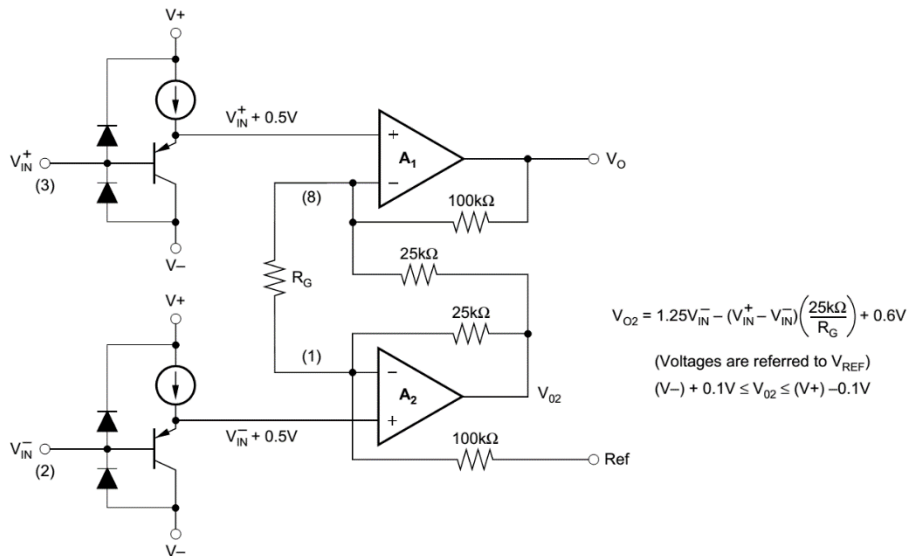 V+
V+
V_IN^+ + 0.5V
V_IN^+
(3)
+
A₁
–
V_O
(8)
100kΩ
V–
25kΩ
R_G
V+
25kΩ
V_O2 = 1.25V_IN^– – (V_IN^+ – V_IN^–)(25kΩ/R_G) + 0.6V
(Voltages are referred to V_REF)
(V–) + 0.1V ≤ V_02 ≤ (V+) –0.1V
(1)
–
A₂
+
V_02
V_IN^– + 0.5V
V_IN^–
(2)
100kΩ
Ref
V–